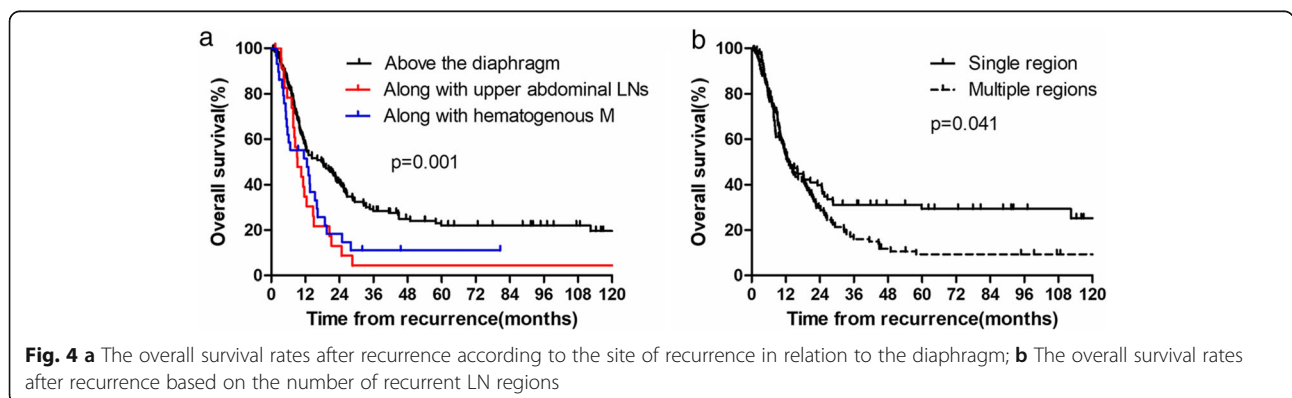 a
Overall survival(%)
100
80
60
40
20
0
Above the diaphragm
Along with upper abdominal LNs
Along with hematogenous M
p=0.001
0 12 24 36 48 60 72 84 96 108 120
Time from recurrence(months)
b
Overall survival(%)
100
80
60
40
20
0
Single region
Multiple regions
p=0.041
0 12 24 36 48 60 72 84 96 108 120
Time from recurrence(months)
Fig. 4 a The overall survival rates after recurrence according to the site of recurrence in relation to the diaphragm; b The overall survival rates
after recurrence based on the number of recurrent LN regions